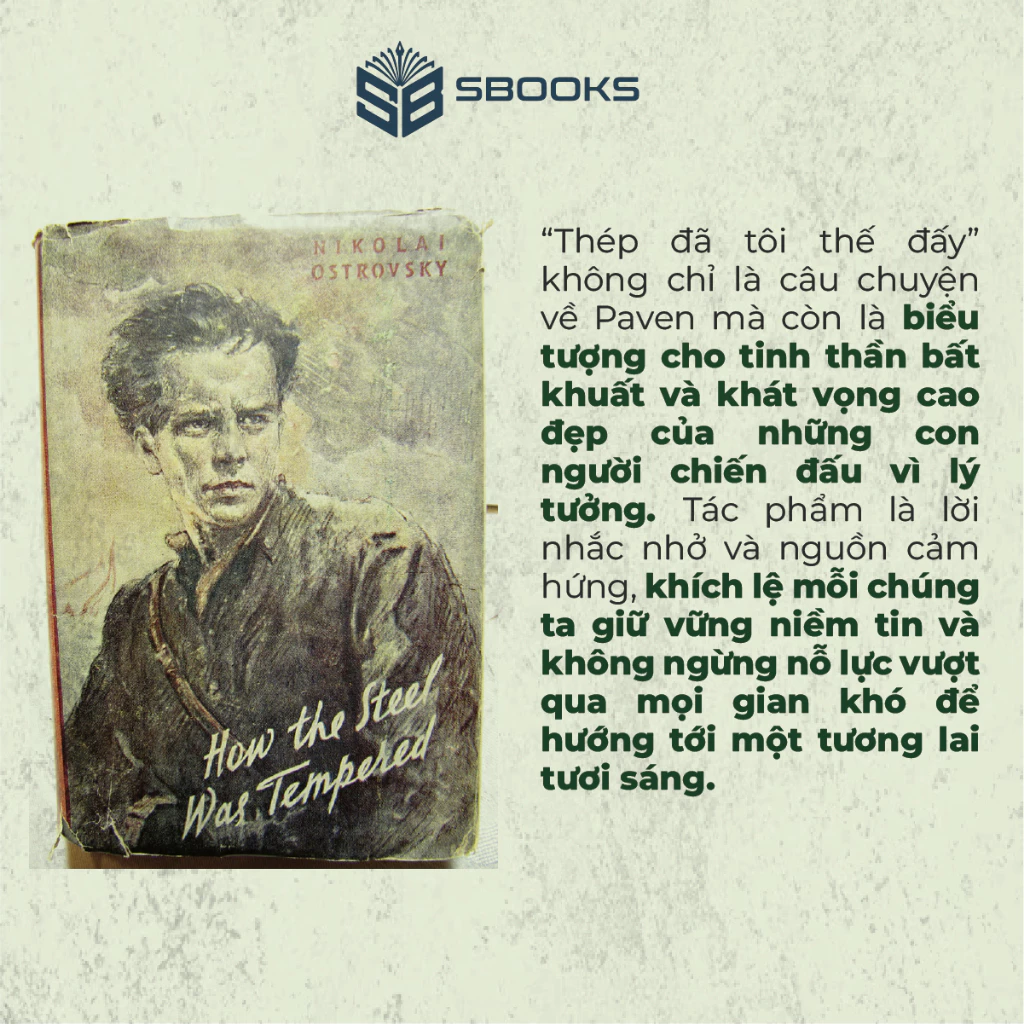 SBOOKS
NIKOLAI
OSTROVSKY
How the Steel
Was Tempered
“Thép đã tôi thế đấy”
không chỉ là câu chuyện
về Paven mà còn là biểu
tượng cho tinh thần bất
khuất và khát vọng cao
đẹp của những con
người chiến đấu vì lý
tưởng. Tác phẩm là lời
nhắc nhở và nguồn cảm
hứng, khích lệ mỗi chúng
ta giữ vững niềm tin và
không ngừng nỗ lực vượt
qua mọi gian khó để
hướng tới một tương lai
tươi sáng.